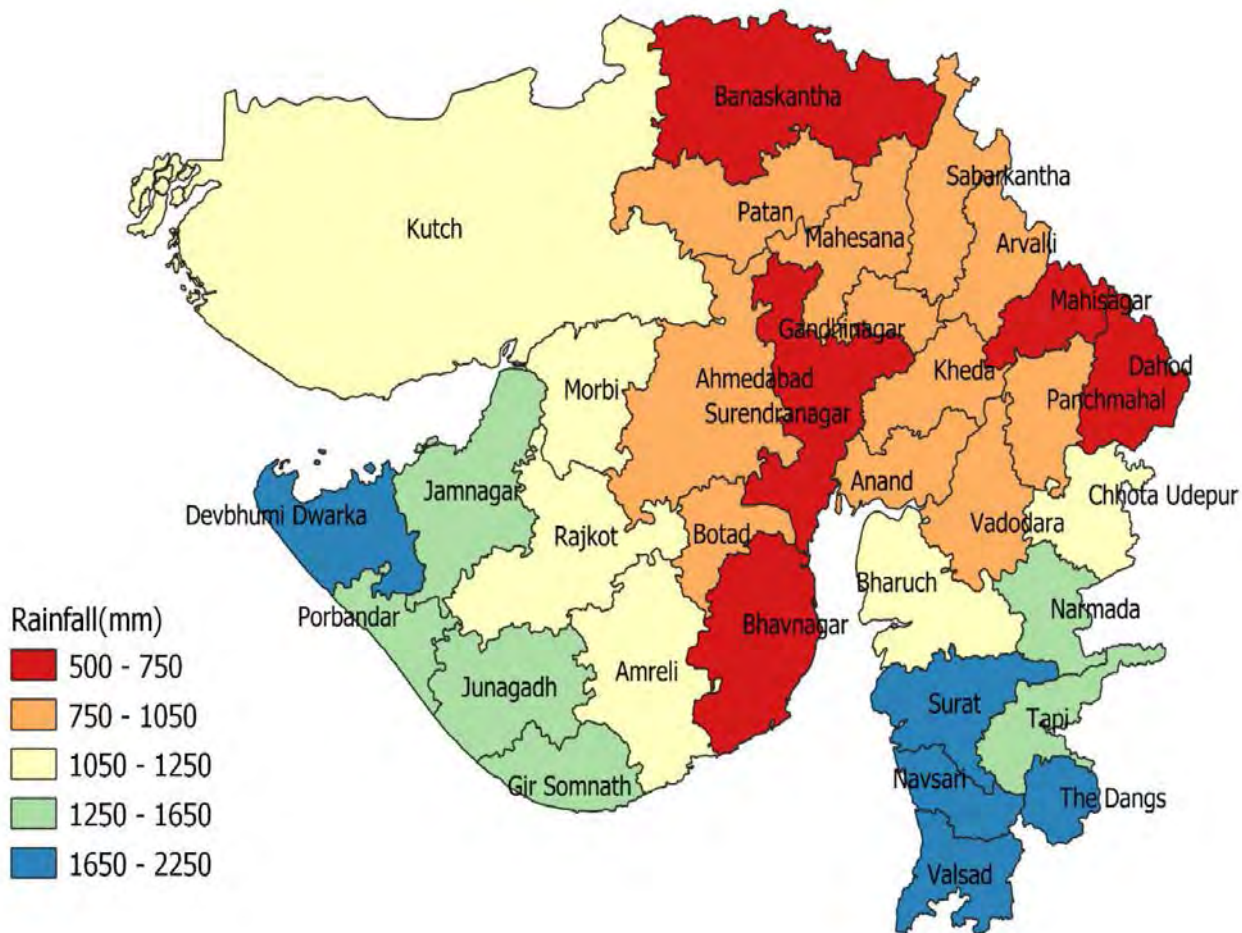 Banaskantha
Sabarkantha
Patan
Kutch
Mahesana
Arvalli
Mahisagar
Gandhinagar
Dahod
Kheda
Morbi
Ahmedabad
Panchmahal
Surendranagar
Anand
Jamnagar
Chhota Udepur
Devbhumi Dwarka
Vadodara
Rajkot
Botad
Bharuch
Narmada
Porbandar
Bhavnagar
Amreli
Junagadh
Surat
Tapi
Gir Somnath
Navsari
The Dangs
Valsad
Rainfall(mm)
500 - 750
750 - 1050
1050 - 1250
1250 - 1650
1650 - 2250